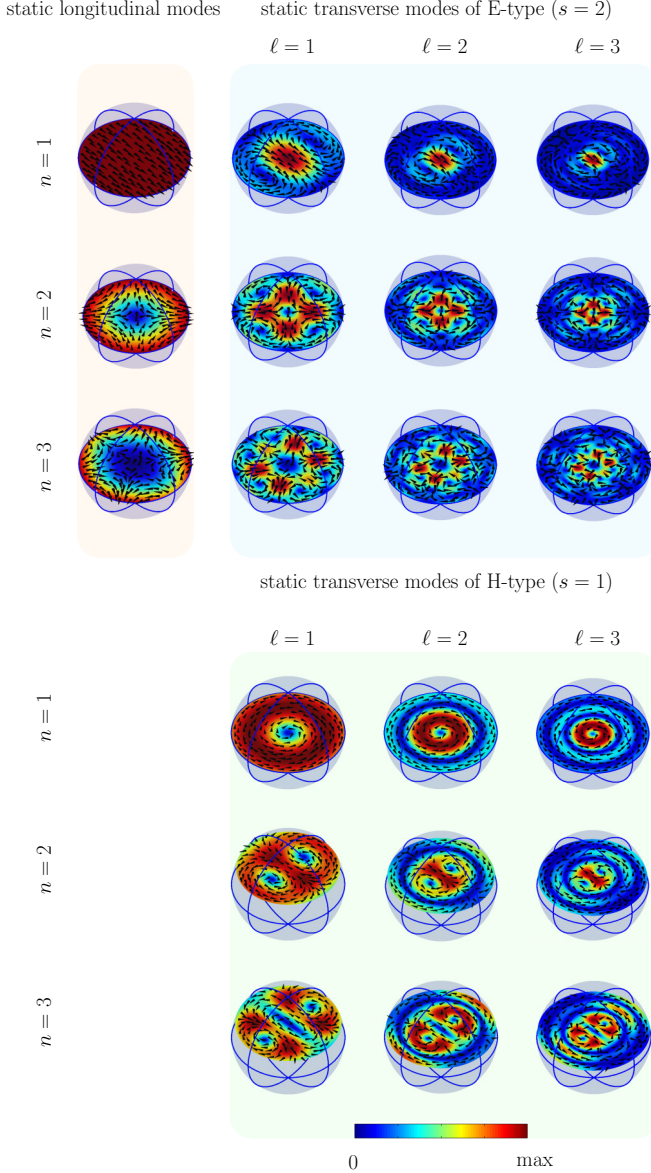 static longitudinal modes static transverse modes of E-type (s = 2)
ℓ = 1 ℓ = 2 ℓ = 3
n = 1
n = 2
n = 3
static transverse modes of H-type (s = 1)
ℓ = 1 ℓ = 2 ℓ = 3
n = 1
n = 2
n = 3
0 max